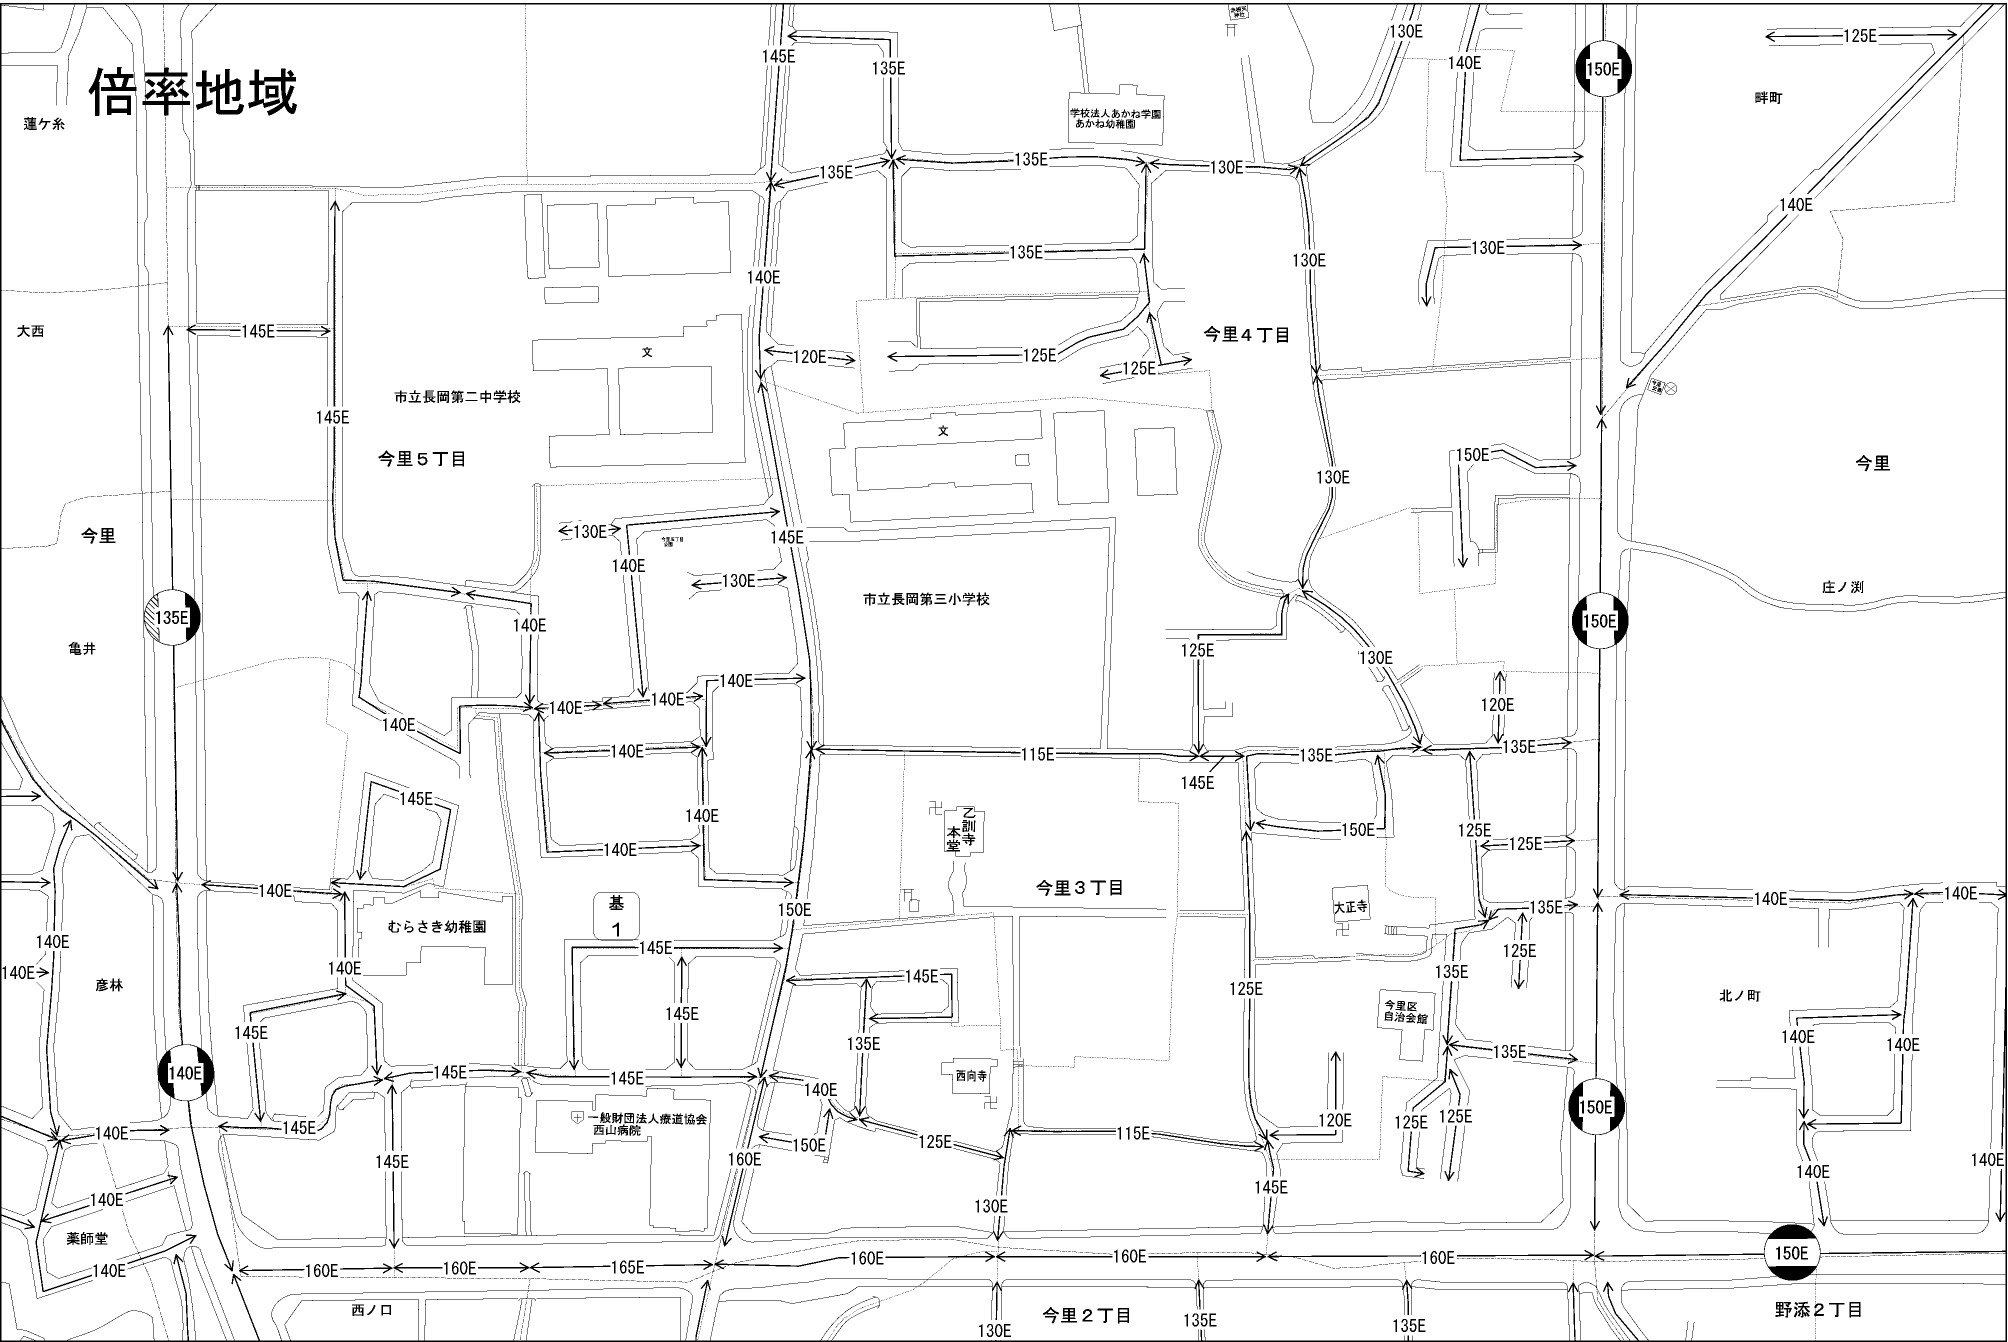 145E
135E
130E
140E
150E
125E
倍率地域
蓮ケ糸
畔町
学校法人あかね学園
あかね幼稚園
135E
135E
130E
140E
135E
130E
130E
140E
大西
145E
120E
125E
125E
今里4丁目
文
市立長岡第二中学校
145E
文
今里5丁目
150E
今里
130E
今里
130E
145E
140E
130E
市立長岡第三小学校
庄ノ渕
135E
140E
150E
亀井
125E
130E
140E
140E
140E
140E
120E
140E
140E
115E
135E
135E
145E
145E
140E
乙訓寺
本堂
150E
125E
125E
140E
140E
今里3丁目
140E
140E
基
1
150E
大正寺
135E
むらさき幼稚園
140E
145E
125E
140E
140E
145E
135E
彦林
125E
北ノ町
145E
145E
今里区
自治会館
135E
140E
140E
135E
140E
145E
145E
西向寺
140E
150E
一般財団法人療道協会
西山病院
120E
125E
125E
145E
140E
150E
125E
115E
145E
160E
140E
140E
140E
130E
145E
薬師堂
150E
140E
160E
160E
165E
160E
160E
160E
西ノ口
今里2丁目
野添2丁目
130E
135E
135E